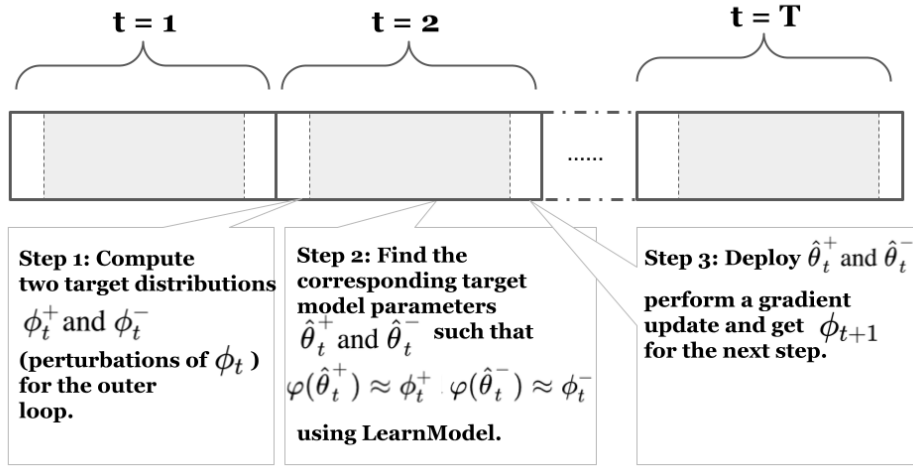 t = 1
t = 2
t = T
......
Step 1: Compute
two target distributions
ϕ_t^+ and ϕ_t^-
(perturbations of ϕ_t )
for the outer
loop.
Step 2: Find the
corresponding target
model parameters
θ̂_t^+ and θ̂_t^- such that
φ(θ̂_t^+) ≈ ϕ_t^+ φ(θ̂_t^-) ≈ ϕ_t^-
using LearnModel.
Step 3: Deploy θ̂_t^+ and θ̂_t^-
perform a gradient
update and get ϕ_{t+1}
for the next step.